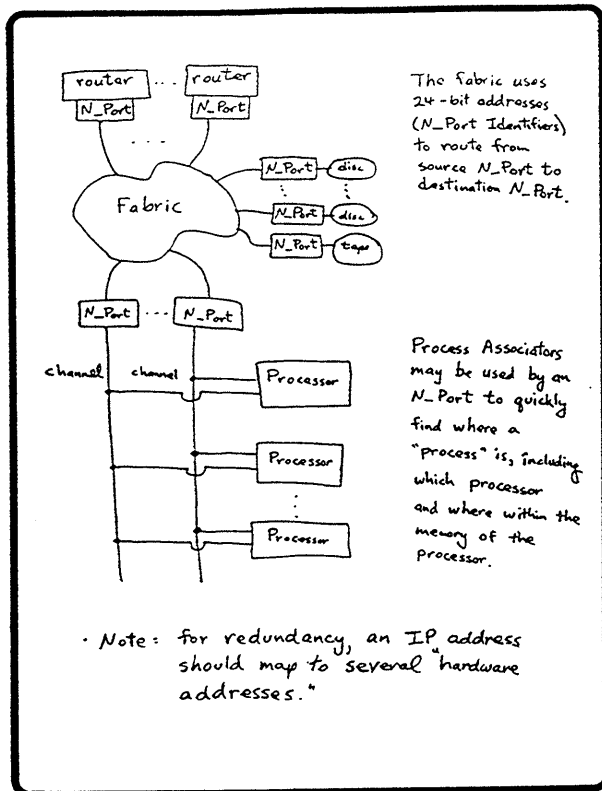 router ... router
N_Port N_Port
...
The Fabric uses
24-bit addresses
(N_Port Identifiers)
to route from
source N_Port to
destination N_Port.
Fabric
N_Port disc
N_Port disc
N_Port tape
N_Port ... N_Port
channel channel
Processor
Processor
Processor
Process Associators
may be used by an
N_Port to quickly
find where a
"process" is, including
which processor
and where within the
memory of the
processor.
· Note: for redundancy, an IP address
should map to several "hardware
addresses."